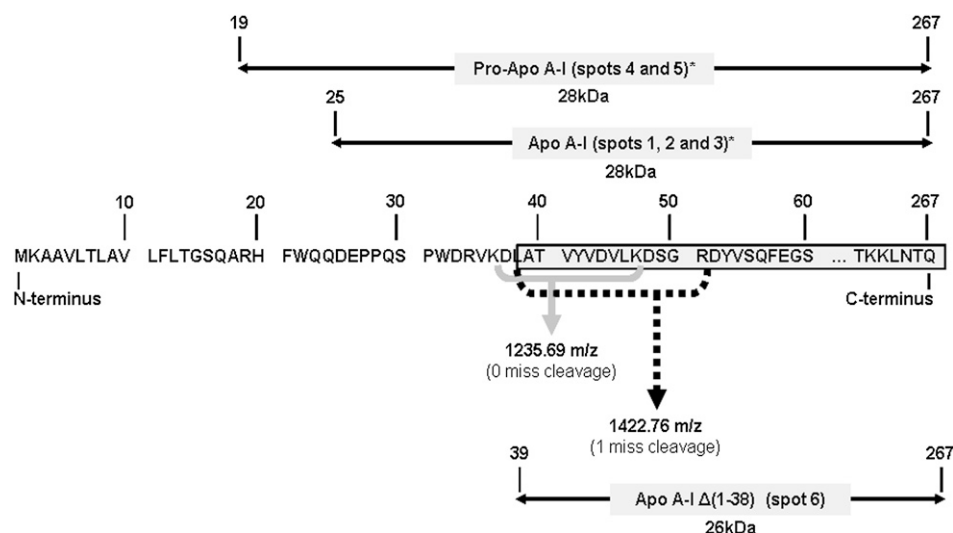 19 267
Pro-Apo A-I (spots 4 and 5)*
28kDa
25 267
Apo A-I (spots 1, 2 and 3)*
28kDa
10 20 30 40 50 60 267
MKAAVLTLAV LFLTGSQARH FWQQDEPPQS PWDRVKDLAT VYVDVLKDSG RDYVSQFEGS ... TKKLNTQ
N-terminus C-terminus
1235.69 m/z
(0 miss cleavage)
1422.76 m/z
(1 miss cleavage)
39 267
Apo A-I Δ(1-38) (spot 6)
26kDa